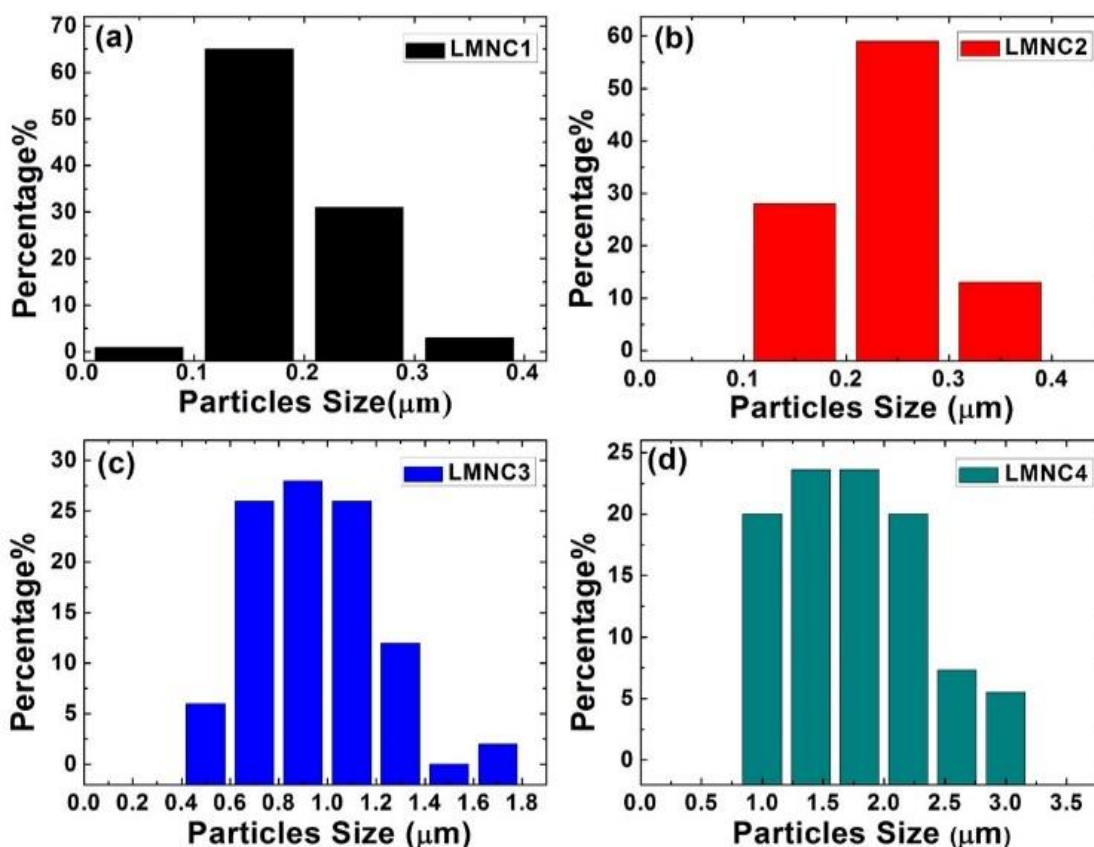 (a)
LMNC1
Percentage%
70
60
50
40
30
20
10
0
0.0 0.1 0.2 0.3 0.4
Particles Size(μm)
(b)
LMNC2
Percentage%
60
50
40
30
20
10
0
0.0 0.1 0.2 0.3 0.4
Particles Size (μm)
(c)
LMNC3
Percentage%
30
25
20
15
10
5
0
0.0 0.2 0.4 0.6 0.8 1.0 1.2 1.4 1.6 1.8
Particles Size (μm)
(d)
LMNC4
Percentage%
25
20
15
10
5
0
0.0 0.5 1.0 1.5 2.0 2.5 3.0 3.5
Particles Size (μm)